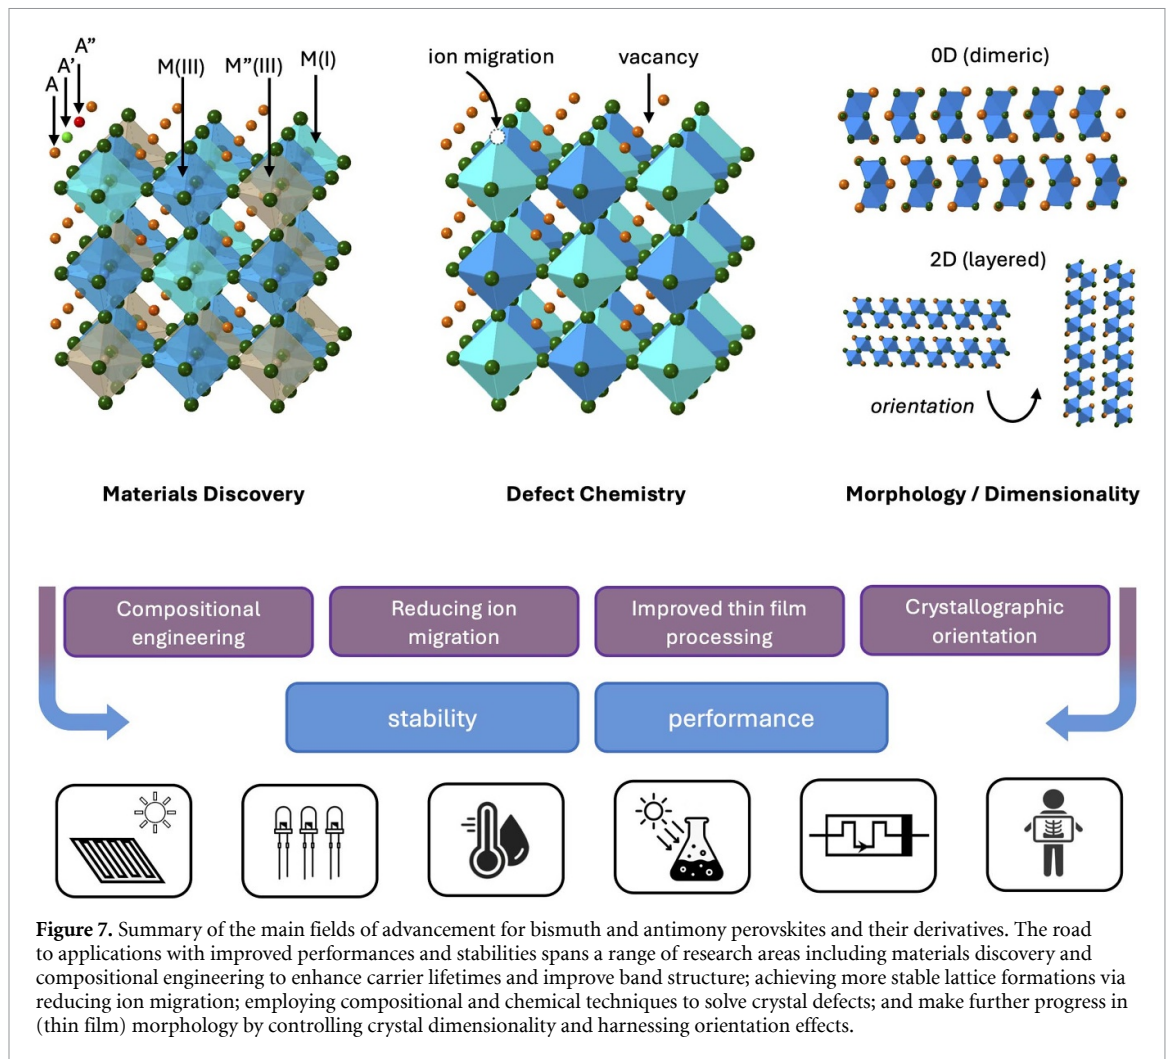 A
A'
A"
M(III)
M"(III)
M(I)
ion migration
vacancy
0D (dimeric)
2D (layered)
orientation
Materials Discovery
Defect Chemistry
Morphology / Dimensionality
Compositional
engineering
Reducing ion
migration
Improved thin film
processing
Crystallographic
orientation
stability
performance
Figure 7. Summary of the main fields of advancement for bismuth and antimony perovskites and their derivatives. The road
to applications with improved performances and stabilities spans a range of research areas including materials discovery and
compositional engineering to enhance carrier lifetimes and improve band structure; achieving more stable lattice formations via
reducing ion migration; employing compositional and chemical techniques to solve crystal defects; and make further progress in
(thin film) morphology by controlling crystal dimensionality and harnessing orientation effects.